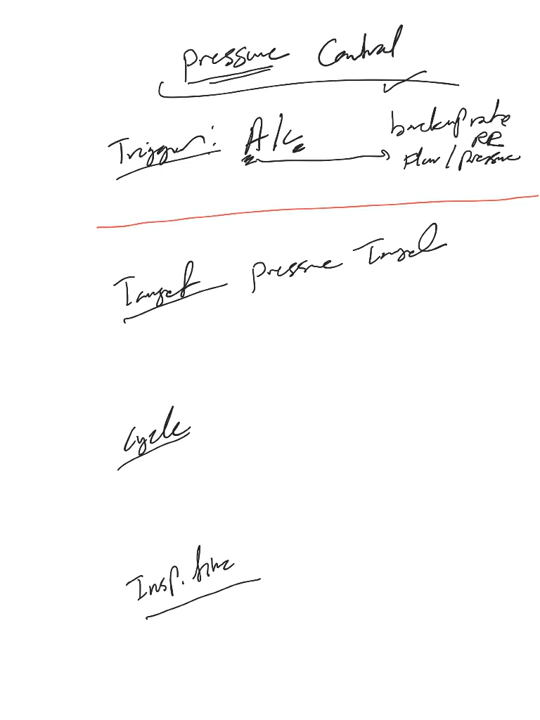 Pressure Control
Trigger: A/C backup rate
RR
flow / pressure
Target Pressure Target
Cycle
Insp. time